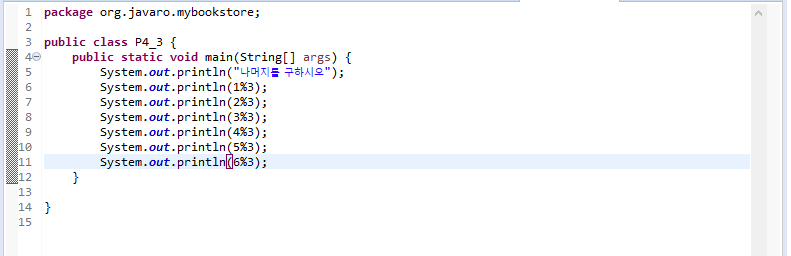 1 package org.javaro.mybookstore;
2
3 public class P4_3 {
4 public static void main(String[] args) {
5 System.out.println("나머지를 구하시오");
6 System.out.println(1%3);
7 System.out.println(2%3);
8 System.out.println(3%3);
9 System.out.println(4%3);
10 System.out.println(5%3);
11 System.out.println(6%3);
12 }
13
14 }
15